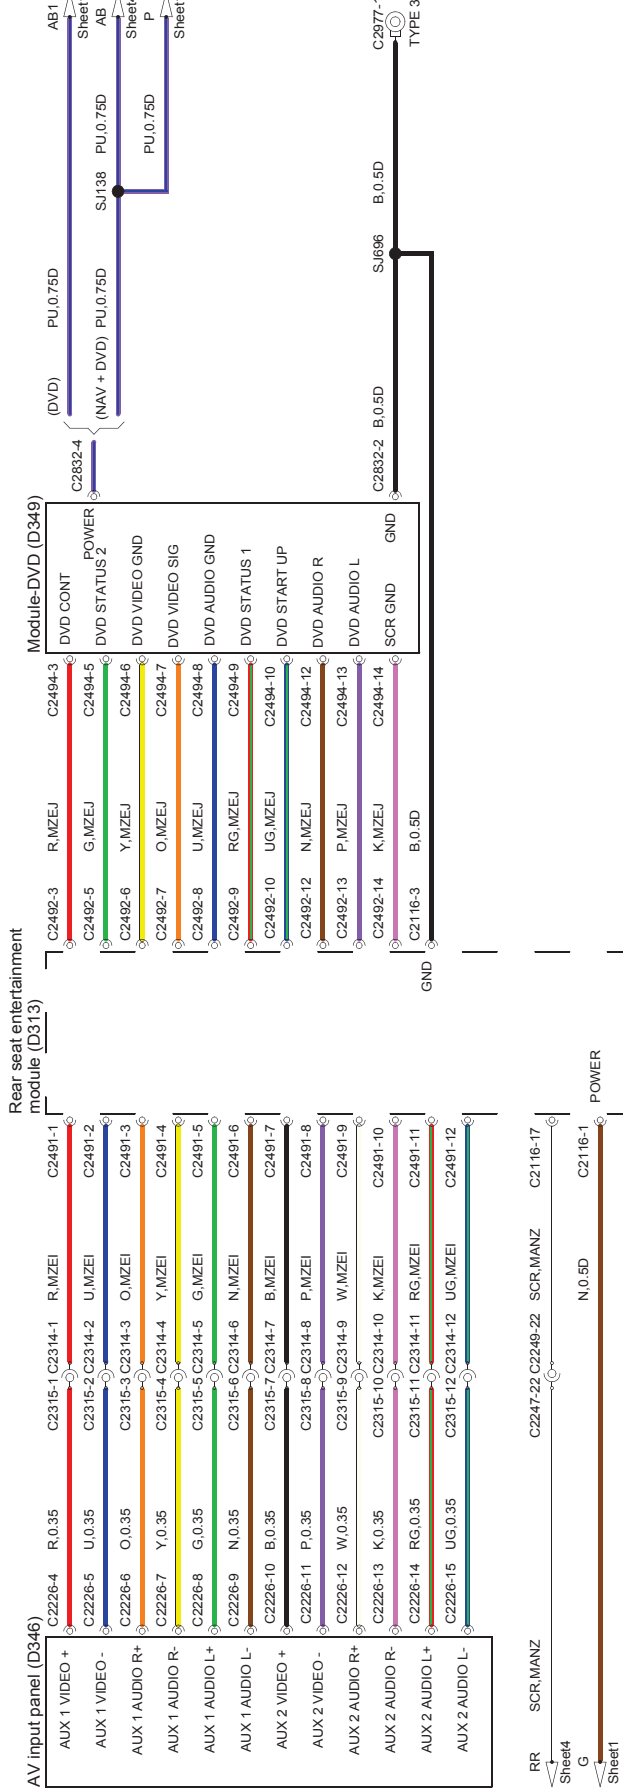 AB1
Sheet
AB
Sheet
P
Sheet
C2977-
TYPE 3
PU,0.75D
PU,0.75D
SJ138
B,0.5D
SJ696
(DVD)
PU,0.75D
(NAV + DVD)
PU,0.75D
C2832-4
C2832-2
B,0.5D
Module-DVD (D349)
POWER
GND
DVD CONT
DVD STATUS 2
DVD VIDEO GND
DVD VIDEO SIG
DVD AUDIO GND
DVD STATUS 1
DVD START UP
DVD AUDIO R
DVD AUDIO L
SCR GND
C2492-3 R,MZEJ C2494-3
C2492-5 G,MZEJ C2494-5
C2492-6 Y,MZEJ C2494-6
C2492-7 O,MZEJ C2494-7
C2492-8 U,MZEJ C2494-8
C2492-9 RG,MZEJ C2494-9
C2492-10 UG,MZEJ C2494-10
C2492-12 N,MZEJ C2494-12
C2492-13 P,MZEJ C2494-13
C2492-14 K,MZEJ C2494-14
C2116-3 B,0.5D
GND
Rear seat entertainment
module (D313)
POWER
AV input panel (D346)
AUX 1 VIDEO + C2226-4 R,0.35 C2315-1 C2314-1 R,MZEI C2491-1
AUX 1 VIDEO - C2226-5 U,0.35 C2315-2 C2314-2 U,MZEI C2491-2
AUX 1 AUDIO R+ C2226-6 O,0.35 C2315-3 C2314-3 O,MZEI C2491-3
AUX 1 AUDIO R- C2226-7 Y,0.35 C2315-4 C2314-4 Y,MZEI C2491-4
AUX 1 AUDIO L+ C2226-8 G,0.35 C2315-5 C2314-5 G,MZEI C2491-5
AUX 1 AUDIO L- C2226-9 N,0.35 C2315-6 C2314-6 N,MZEI C2491-6
AUX 2 VIDEO + C2226-10 B,0.35 C2315-7 C2314-7 B,MZEI C2491-7
AUX 2 VIDEO - C2226-11 P,0.35 C2315-8 C2314-8 P,MZEI C2491-8
AUX 2 AUDIO R+ C2226-12 W,0.35 C2315-9 C2314-9 W,MZEI C2491-9
AUX 2 AUDIO R- C2226-13 K,0.35 C2315-10 C2314-10 K,MZEI C2491-10
AUX 2 AUDIO L+ C2226-14 RG,0.35 C2315-11 C2314-11 RG,MZEI C2491-11
AUX 2 AUDIO L- C2226-15 UG,0.35 C2315-12 C2314-12 UG,MZEI C2491-12
RR SCR,MANZ C2247-22 C2249-22 SCR,MANZ C2116-17
Sheet4
G N,0.5D C2116-1
Sheet1